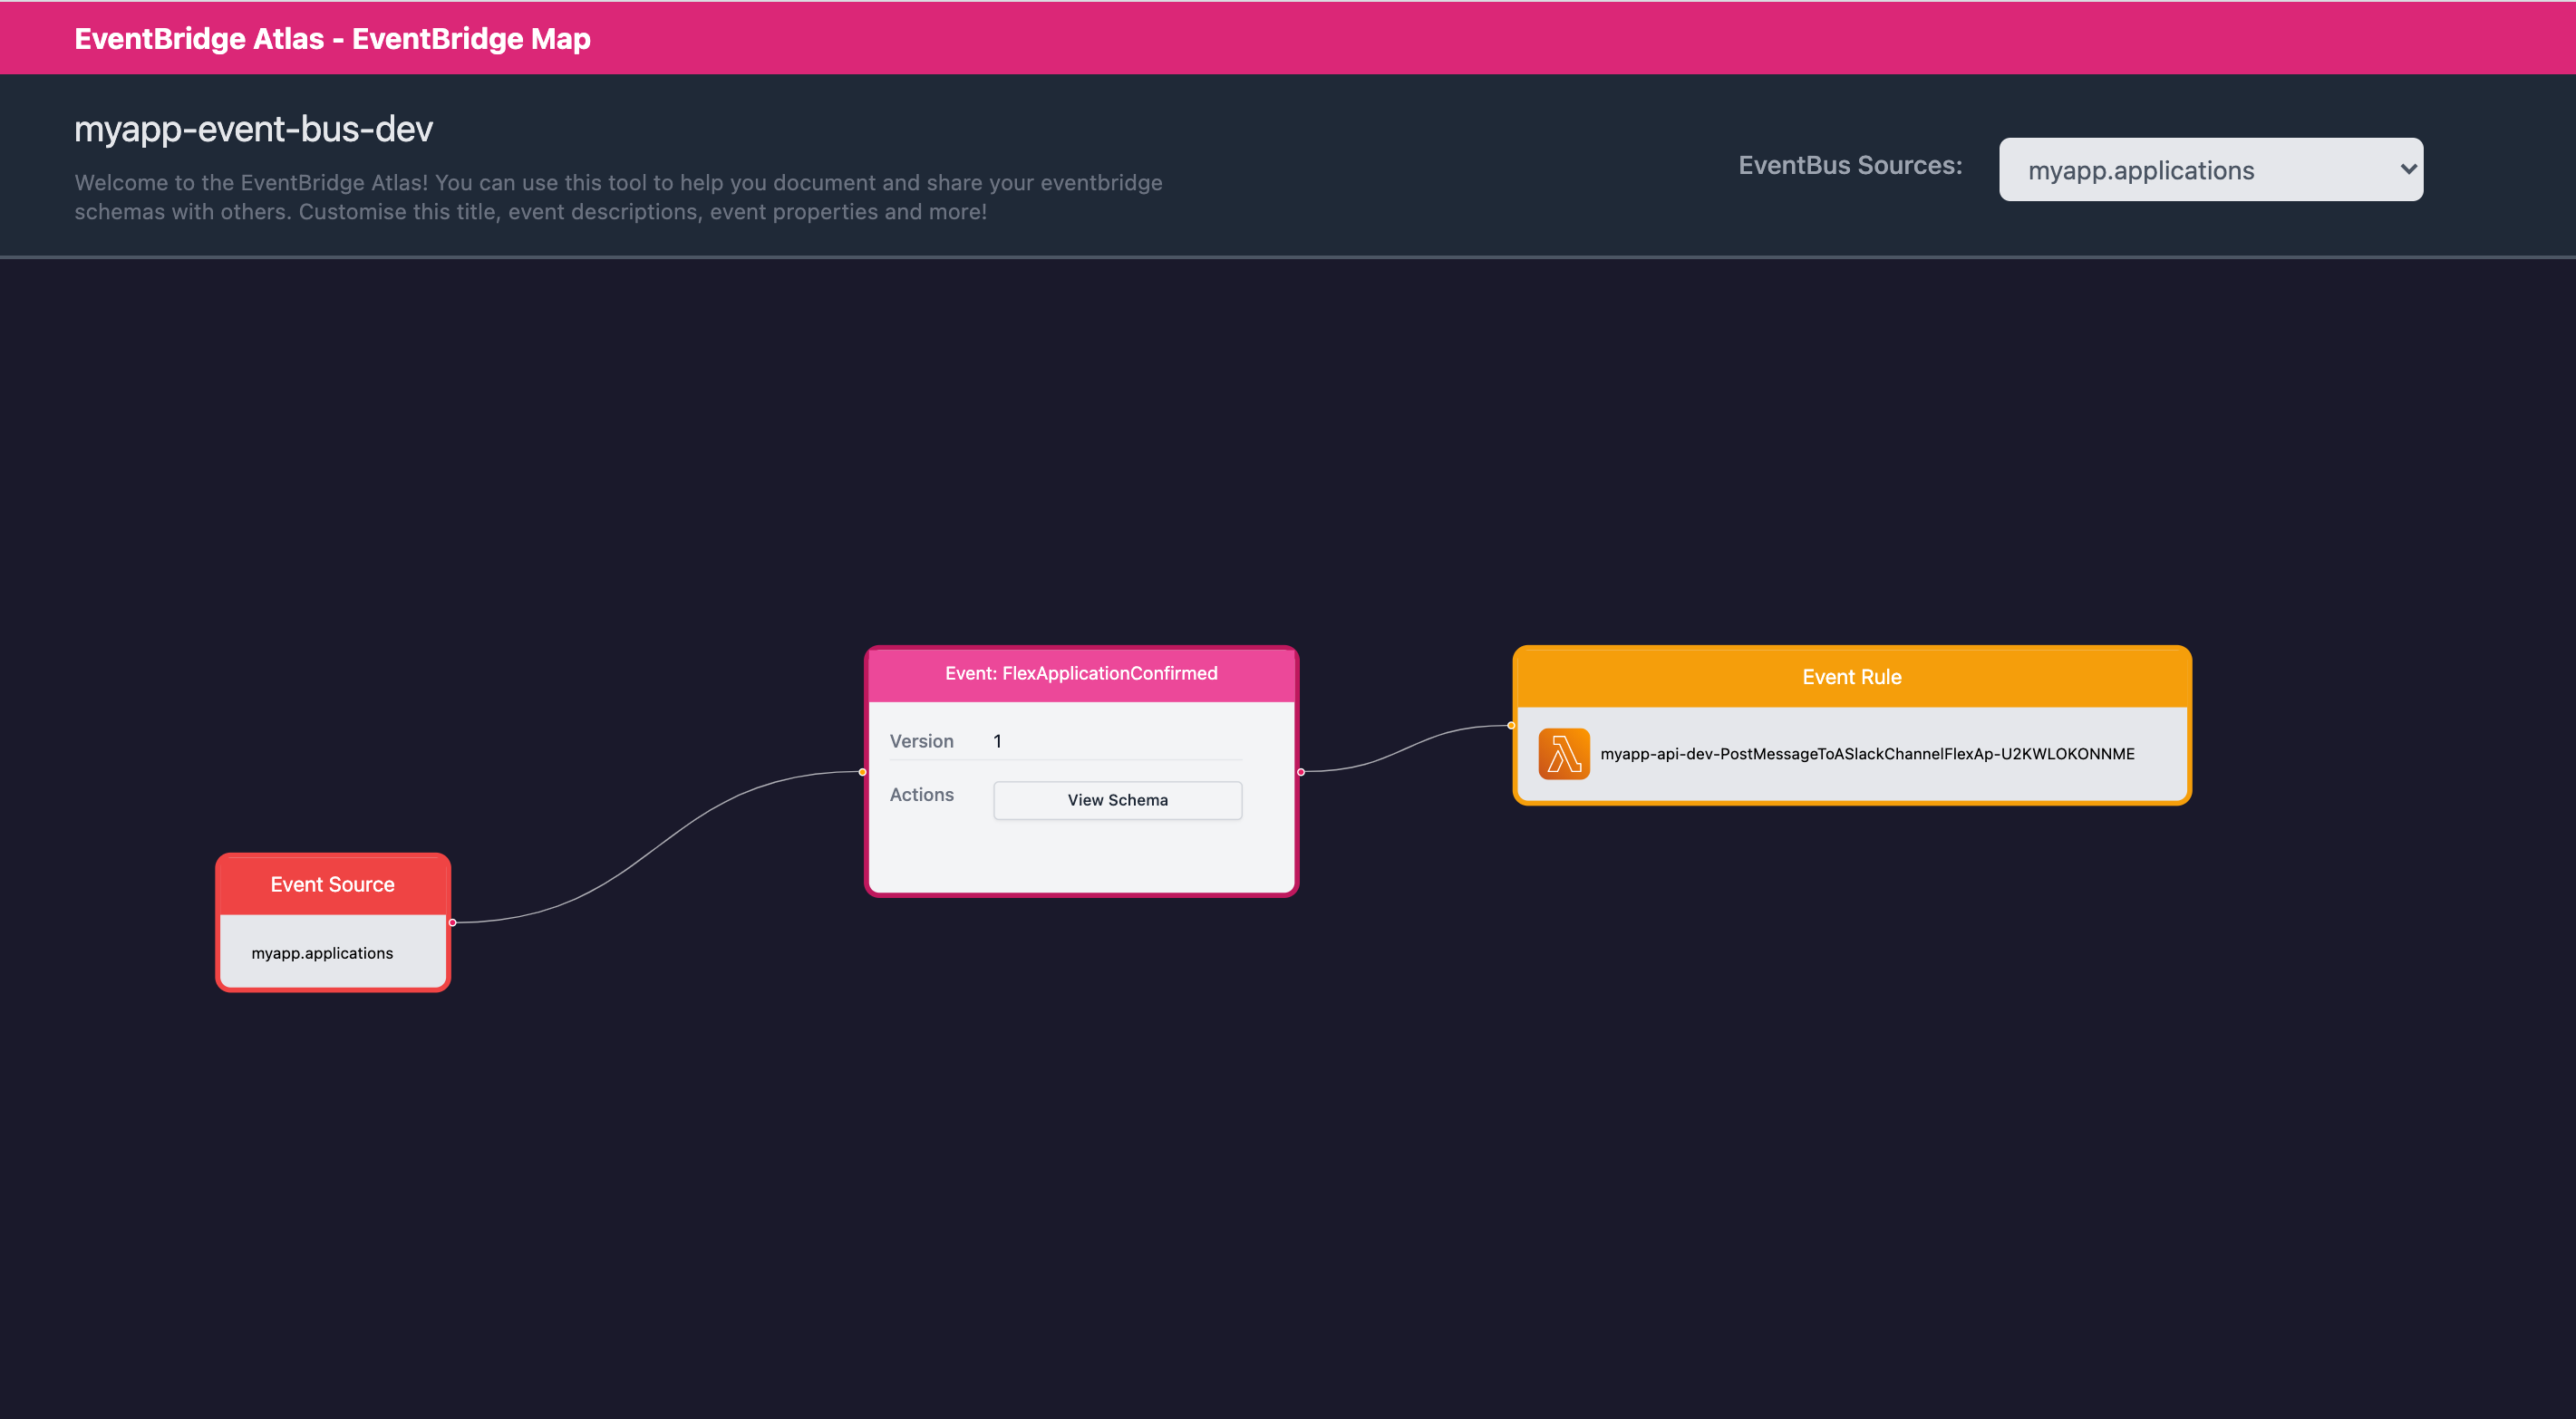 EventBridge Atlas - EventBridge Map
myapp-event-bus-dev
Welcome to the EventBridge Atlas! You can use this tool to help you document and share your eventbridge
schemas with others. Customise this title, event descriptions, event properties and more!
EventBus Sources:
myapp.applications
Event Source
myapp.applications
Event: FlexApplicationConfirmed
Version 1
Actions View Schema
Event Rule
myapp-api-dev-PostMessageToASlackChannelFlexAp-U2KWLOKONNME